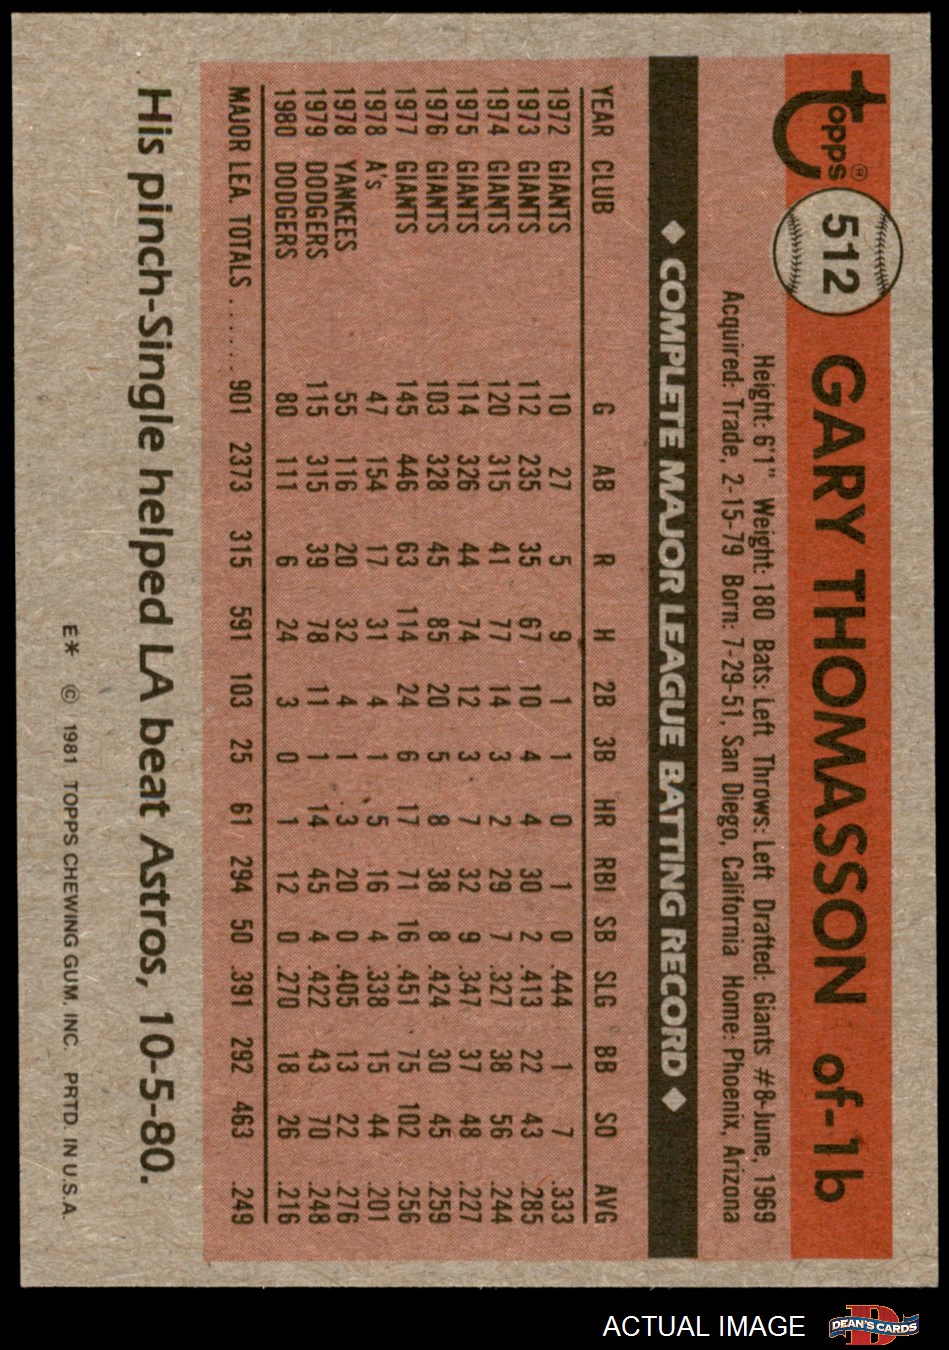 Topps®
512 GARY THOMASSON of-1b
Height: 6'1" Weight: 180 Bats: Left Throws: Left Drafted: Giants #8-June, 1969
Acquired: Trade, 2-15-79 Born: 7-29-51, San Diego, California Home: Phoenix, Arizona
◆ COMPLETE MAJOR LEAGUE BATTING RECORD ◆
YEAR CLUB G AB R H 2B 3B HR RBI SB SLG BB SO AVG
1972 GIANTS 10 27 5 9 1 1 0 1 0 .444 1 7 .333
1973 GIANTS 112 235 35 67 10 4 4 30 2 .413 22 43 .285
1974 GIANTS 120 315 41 77 14 3 2 29 7 .327 38 56 .244
1975 GIANTS 114 326 44 74 12 3 7 32 9 .347 37 48 .227
1976 GIANTS 103 328 45 85 20 5 8 38 8 .424 30 45 .259
1977 GIANTS 145 446 63 114 24 6 17 71 16 .451 75 102 .256
1978 A's 47 154 17 31 4 1 5 16 4 .338 15 44 .201
1978 YANKEES 55 116 20 32 4 1 3 20 0 .405 13 22 .276
1979 DODGERS 115 315 39 78 11 1 14 45 4 .422 43 70 .248
1980 DODGERS 80 111 6 24 3 0 1 12 0 .270 18 26 .216
MAJOR LEA. TOTALS ...... 901 2373 315 591 103 25 61 294 50 .391 292 463 .249
His pinch-Single helped LA beat Astros, 10-5-80.
E* © 1981 TOPPS CHEWING GUM, INC. PRTD. IN U.S.A.
ACTUAL IMAGE
DEAN'S CARDS